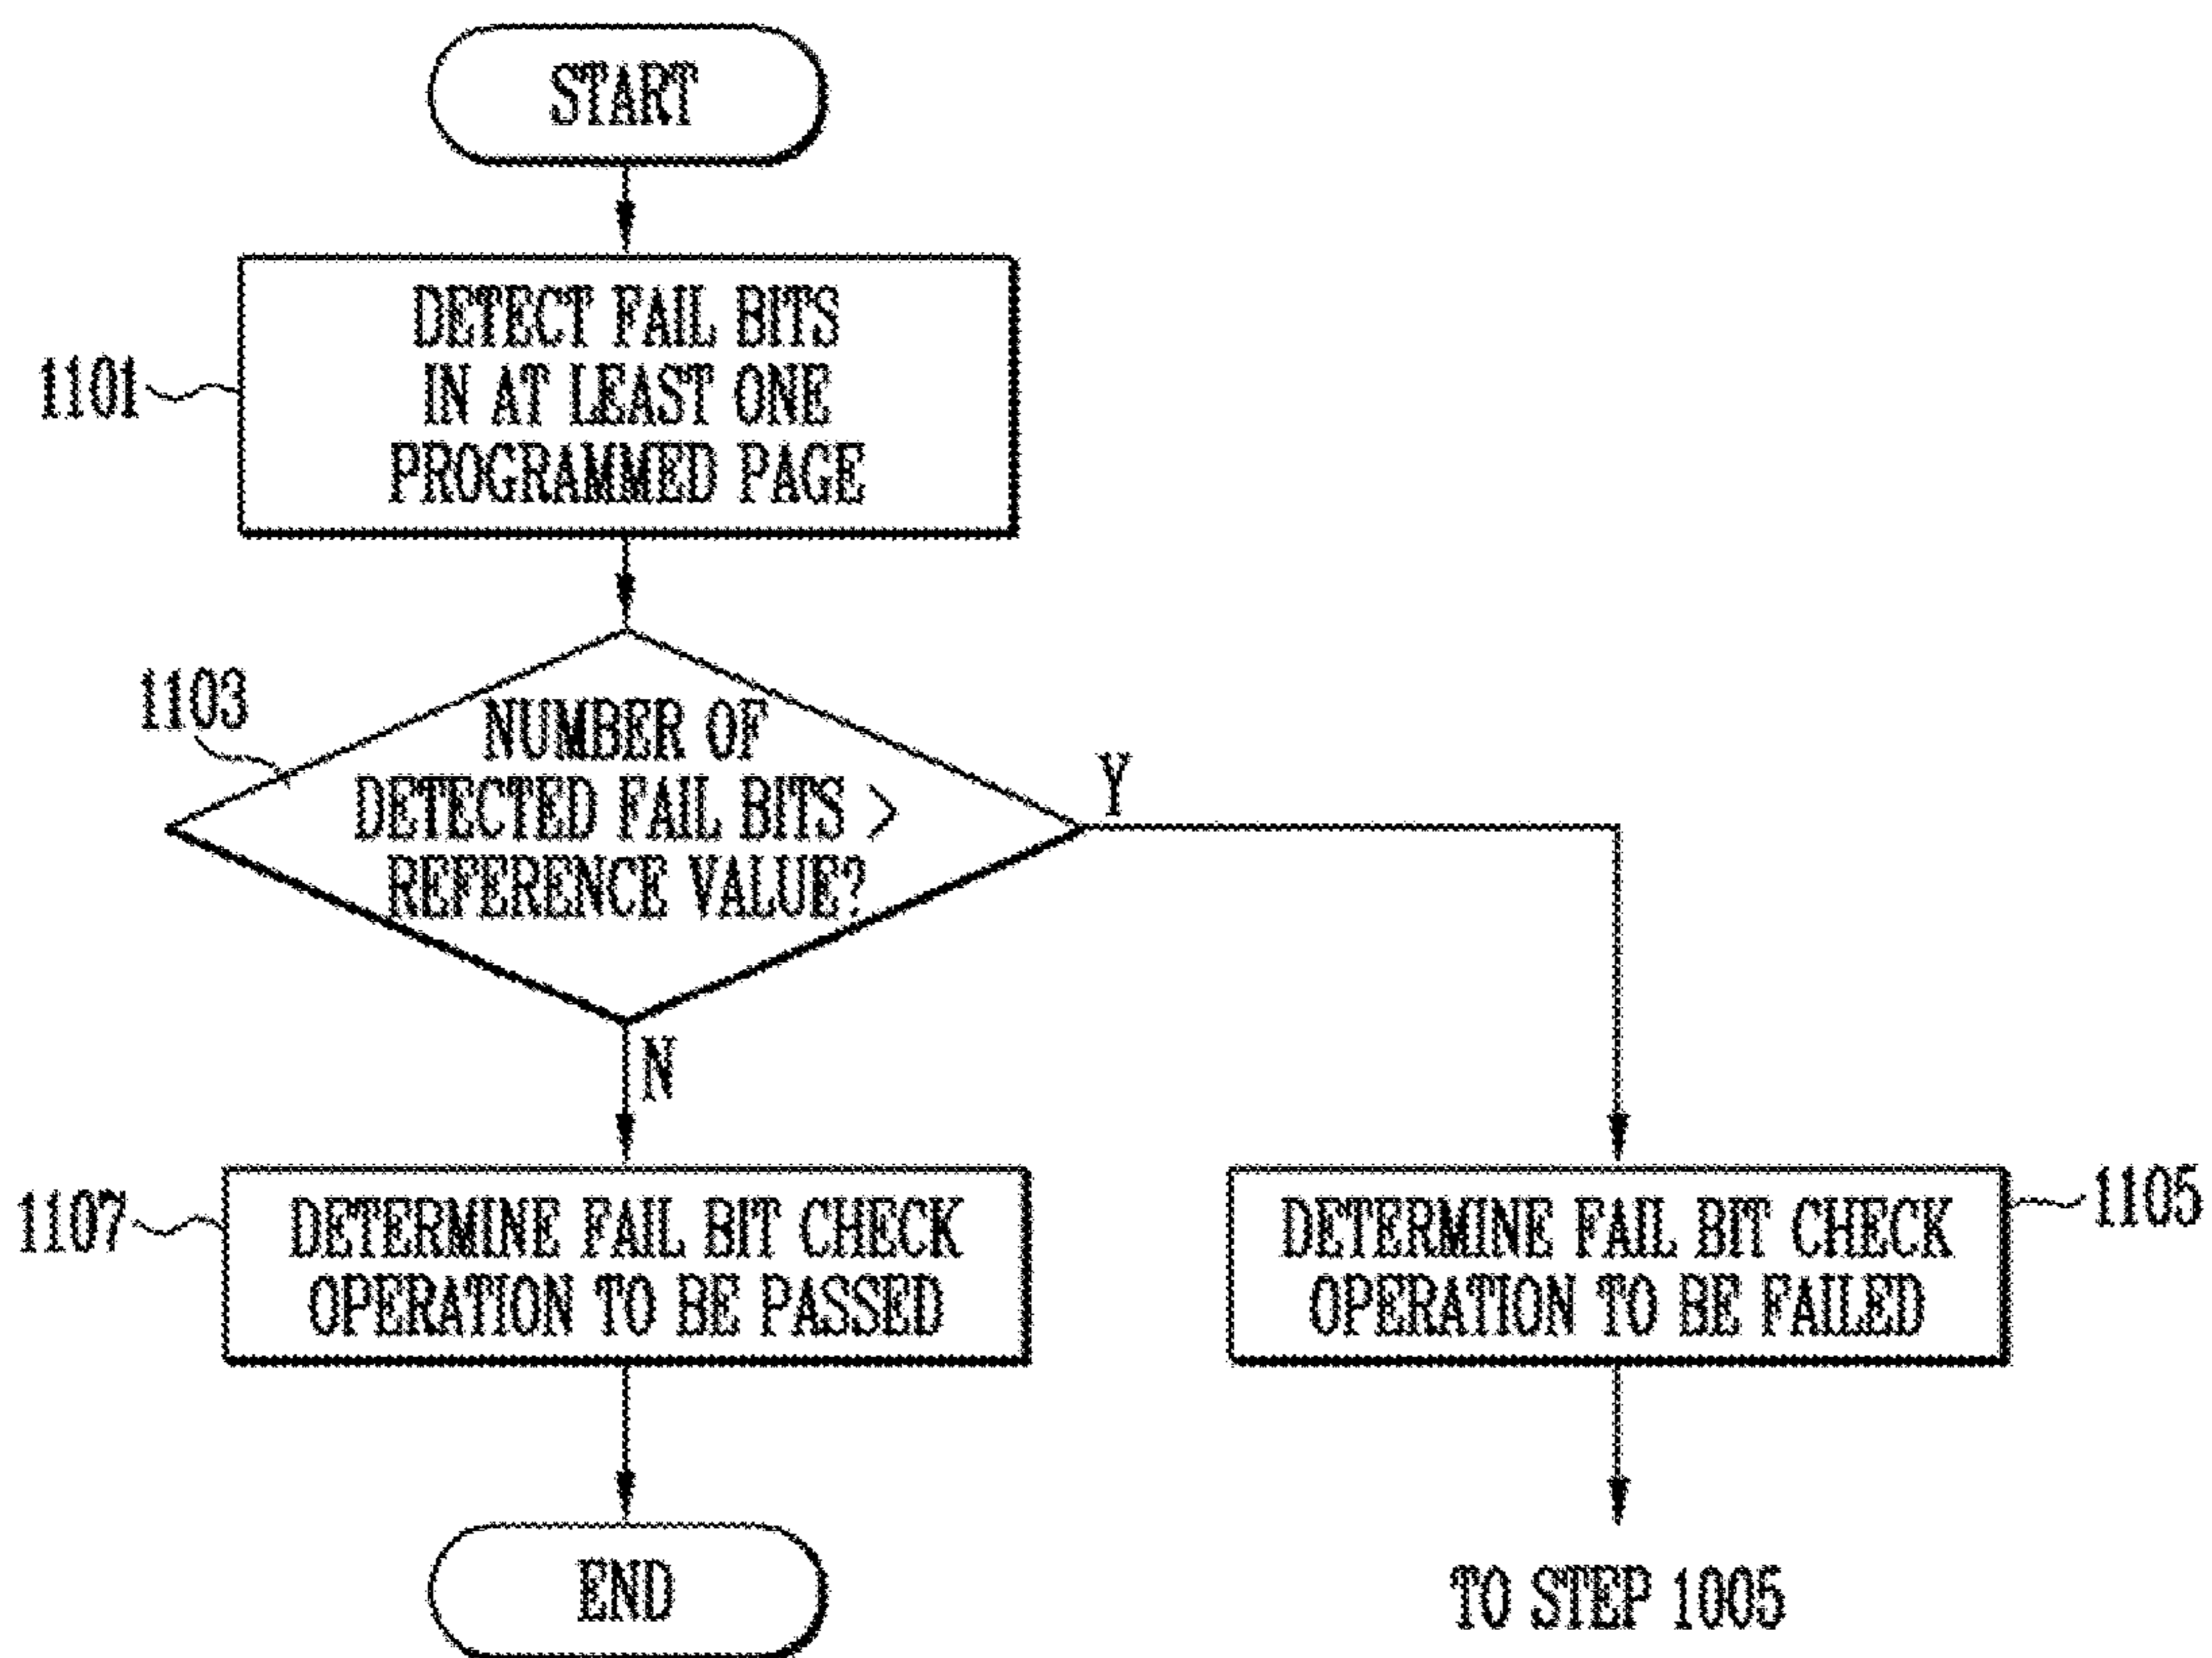 START
1101
DETECT FAIL BITS
IN AT LEAST ONE
PROGRAMMED PAGE
1103
NUMBER OF
DETECTED FAIL BITS >
REFERENCE VALUE?
Y
N
1107
DETERMINE FAIL BIT CHECK
OPERATION TO BE PASSED
DETERMINE FAIL BIT CHECK
OPERATION TO BE FAILED
1105
END
TO STEP 1005